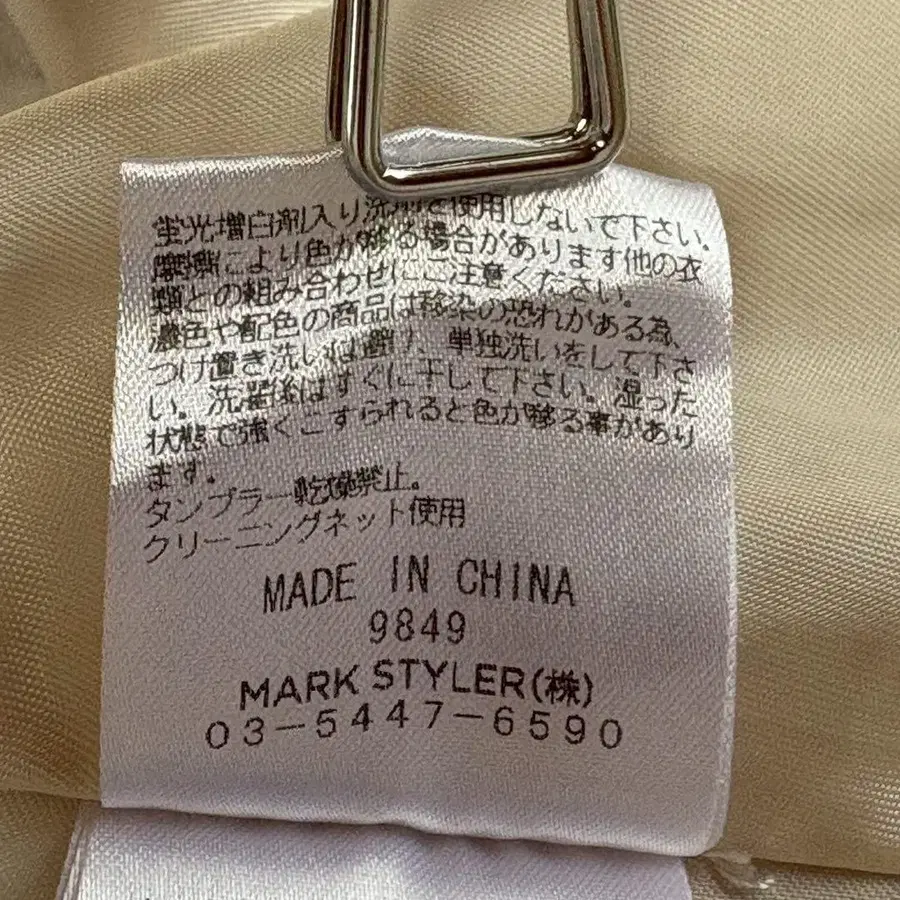 蛍光増白剤入り洗剤を使用しないで下さい。
摩擦により色が移る場合があります他の衣
類との組み合わせにご注意ください。
濃色や配色の商品は移染の恐れがある為、
つけ置き洗いは避け、単独洗いをして下さ
い。洗濯後はすぐに干して下さい。湿った
状態で強くこすられると色が移る事があり
ます。
タンブラー乾燥禁止。
クリーニングネット使用
MADE IN CHINA
9849
MARK STYLER(株)
03-5447-6590